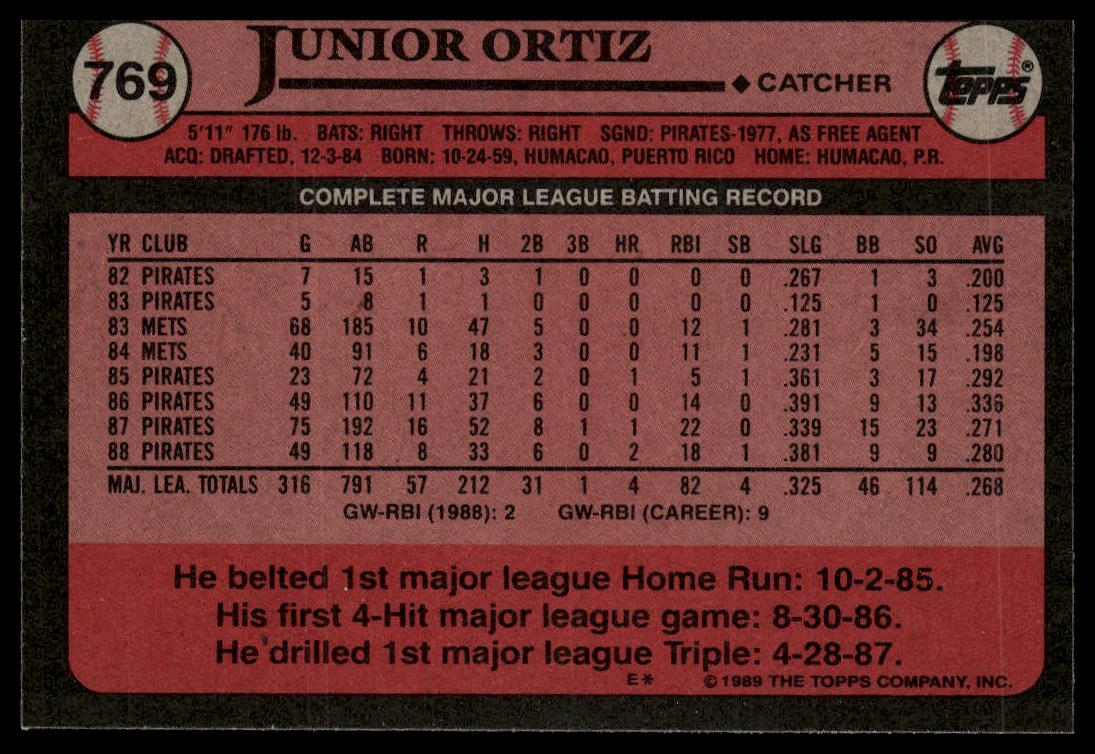 769
JUNIOR ORTIZ
◆ CATCHER
topps®
5'11" 176 lb. BATS: RIGHT THROWS: RIGHT SGND: PIRATES-1977, AS FREE AGENT
ACQ: DRAFTED, 12-3-84 BORN: 10-24-59, HUMACAO, PUERTO RICO HOME: HUMACAO, P.R.
COMPLETE MAJOR LEAGUE BATTING RECORD
YR CLUB G AB R H 2B 3B HR RBI SB SLG BB SO AVG
82 PIRATES 7 15 1 3 1 0 0 0 0 .267 1 3 .200
83 PIRATES 5 8 1 1 0 0 0 0 0 .125 1 0 .125
83 METS 68 185 10 47 5 0 0 12 1 .281 3 34 .254
84 METS 40 91 6 18 3 0 0 11 1 .231 5 15 .198
85 PIRATES 23 72 4 21 2 0 1 5 1 .361 3 17 .292
86 PIRATES 49 110 11 37 6 0 0 14 0 .391 9 13 .336
87 PIRATES 75 192 16 52 8 1 1 22 0 .339 15 23 .271
88 PIRATES 49 118 8 33 6 0 2 18 1 .381 9 9 .280
MAJ. LEA. TOTALS 316 791 57 212 31 1 4 82 4 .325 46 114 .268
GW-RBI (1988): 2 GW-RBI (CAREER): 9
He belted 1st major league Home Run: 10-2-85.
His first 4-Hit major league game: 8-30-86.
He drilled 1st major league Triple: 4-28-87.
E* © 1989 THE TOPPS COMPANY, INC.